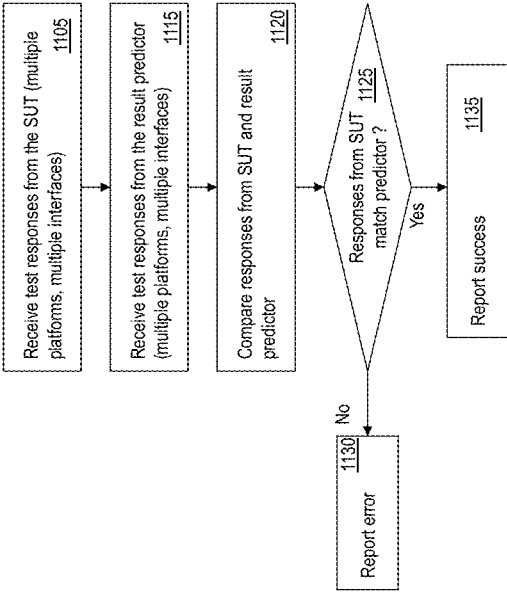 Receive test responses from the SUT (multiple
platforms, multiple interfaces)
1105
Receive test responses from the result predictor
(multiple platforms, multiple interfaces)
1115
Compare responses from SUT and result
predictor
1120
Responses from SUT
match predictor ?
1125
No
Yes
Report error
1130
Report success
1135